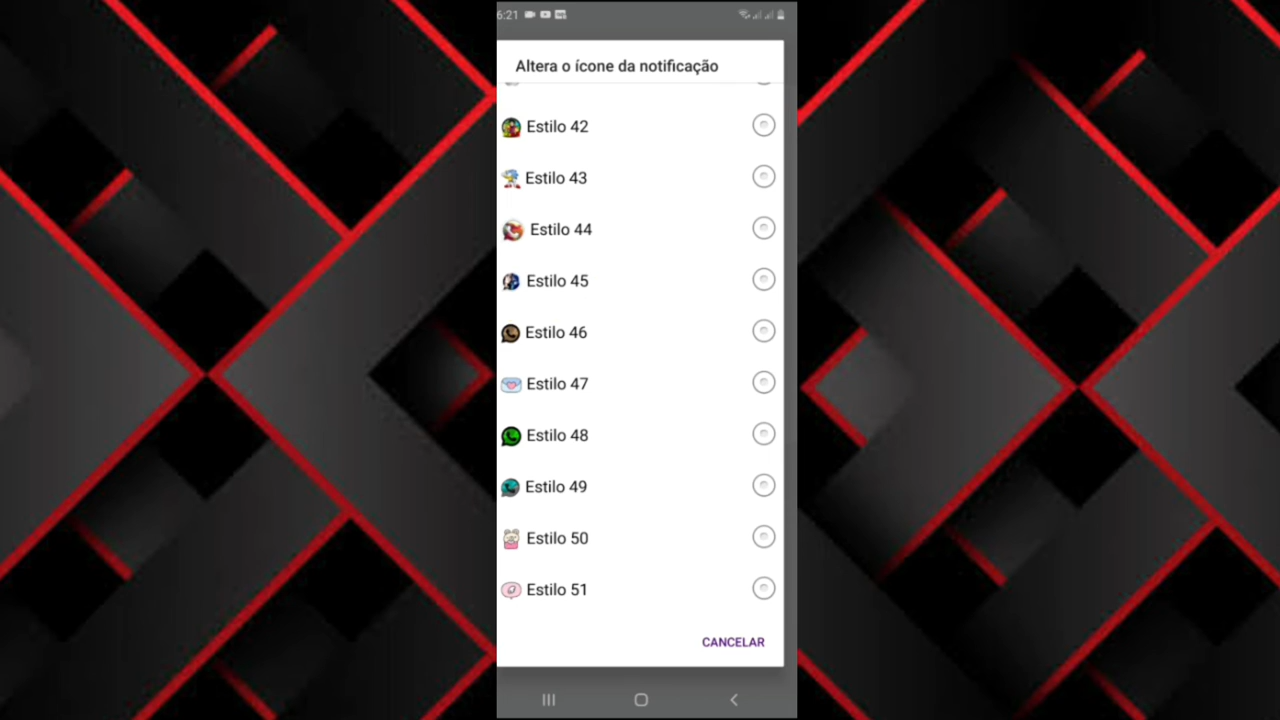 6:21
Altera o ícone da notificação
Estilo 42
Estilo 43
Estilo 44
Estilo 45
Estilo 46
Estilo 47
Estilo 48
Estilo 49
Estilo 50
Estilo 51
CANCELAR